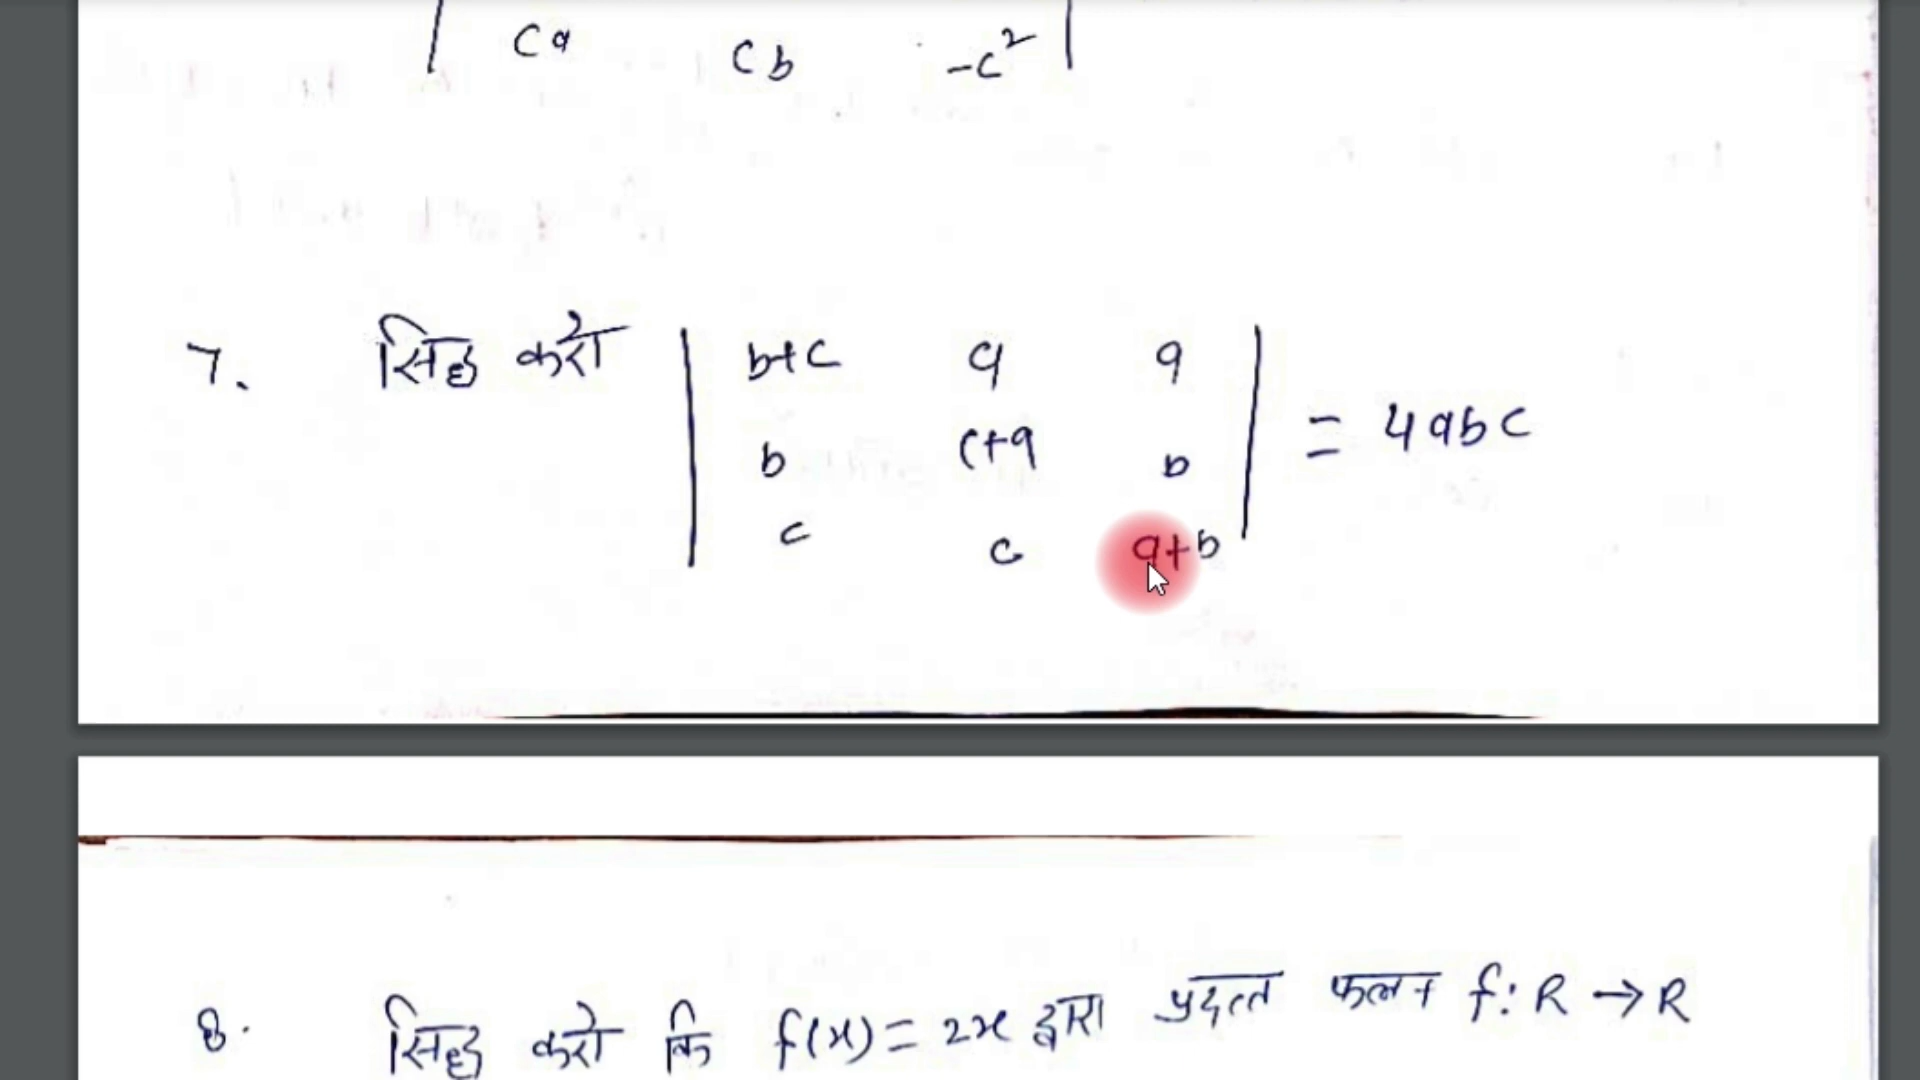 ca cb -c²
7. सिद्ध करो | b+c a a | = 4abc
b c+a b
c c a+b
8. सिद्ध करो कि f(x) = 2x द्वारा प्रदत्त फलन f: R → R